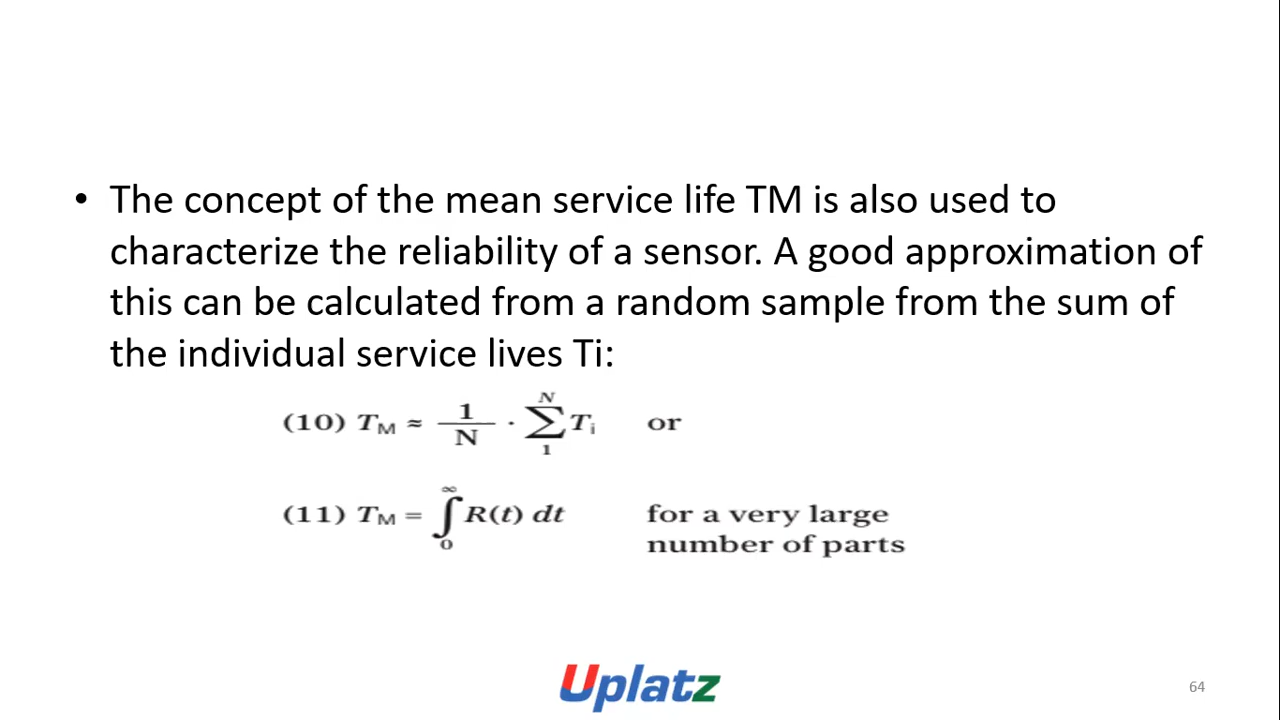 • The concept of the mean service life TM is also used to
characterize the reliability of a sensor. A good approximation of
this can be calculated from a random sample from the sum of
the individual service lives Ti:
(10) T_M ≈ 1/N · ∑_1^N T_i or
(11) T_M = ∫_0^∞ R(t) dt for a very large
number of parts
Uplatz
64